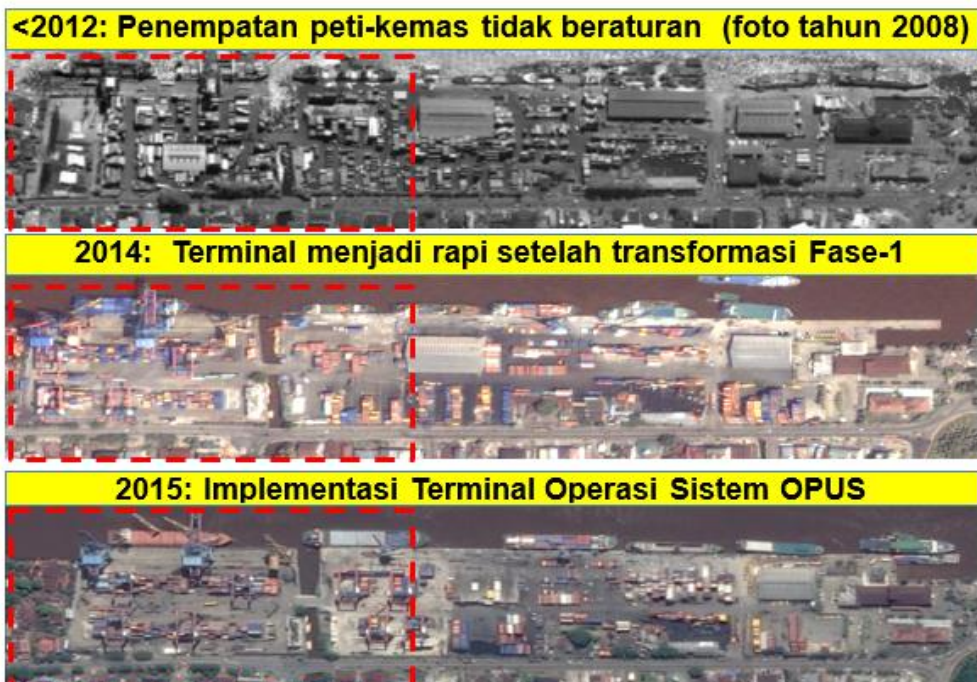 <2012: Penempatan peti-kemas tidak beraturan (foto tahun 2008)
2014: Terminal menjadi rapi setelah transformasi Fase-1
2015: Implementasi Terminal Operasi Sistem OPUS